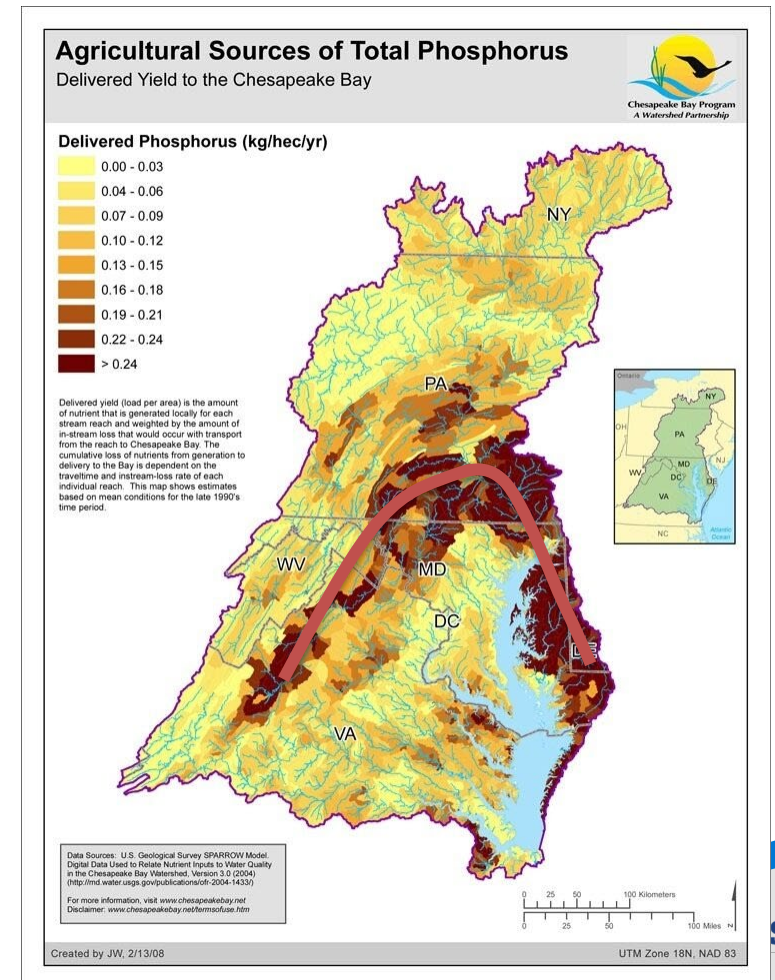 Agricultural Sources of Total Phosphorus
Delivered Yield to the Chesapeake Bay
Chesapeake Bay Program
A Watershed Partnership
Delivered Phosphorus (kg/hec/yr)
0.00 - 0.03
0.04 - 0.06
0.07 - 0.09
0.10 - 0.12
0.13 - 0.15
0.16 - 0.18
0.19 - 0.21
0.22 - 0.24
> 0.24
NY
PA
WV
MD
DC
VA
Delivered yield (load per area) is the amount
of nutrient that is generated locally for each
stream reach and weighted by the amount of
in-stream loss that would occur with transport
from the reach to Chesapeake Bay. The
cumulative loss of nutrients from generation to
delivery to the Bay is dependent on the
traveltime and instream-loss rate of each
individual reach. This map shows estimates
based on mean conditions for the late 1990's
time period.
Ontario
NY
OH
PA
NJ
MD
WV
DC
DE
VA
NC
Atlantic
Ocean
Data Sources: U.S. Geological Survey SPARROW Model,
Digital Data Used to Relate Nutrient Inputs to Water Quality
in the Chesapeake Bay Watershed, Version 3.0 (2004)
(http://md.water.usgs.gov/publications/ofr-2004-1433/)
For more information, visit www.chesapeakebay.net
Disclaimer: www.chesapeakebay.net/termsofuse.htm
0 25 50 100 Kilometers
0 25 50 100 Miles
N
Created by JW, 2/13/08
UTM Zone 18N, NAD 83